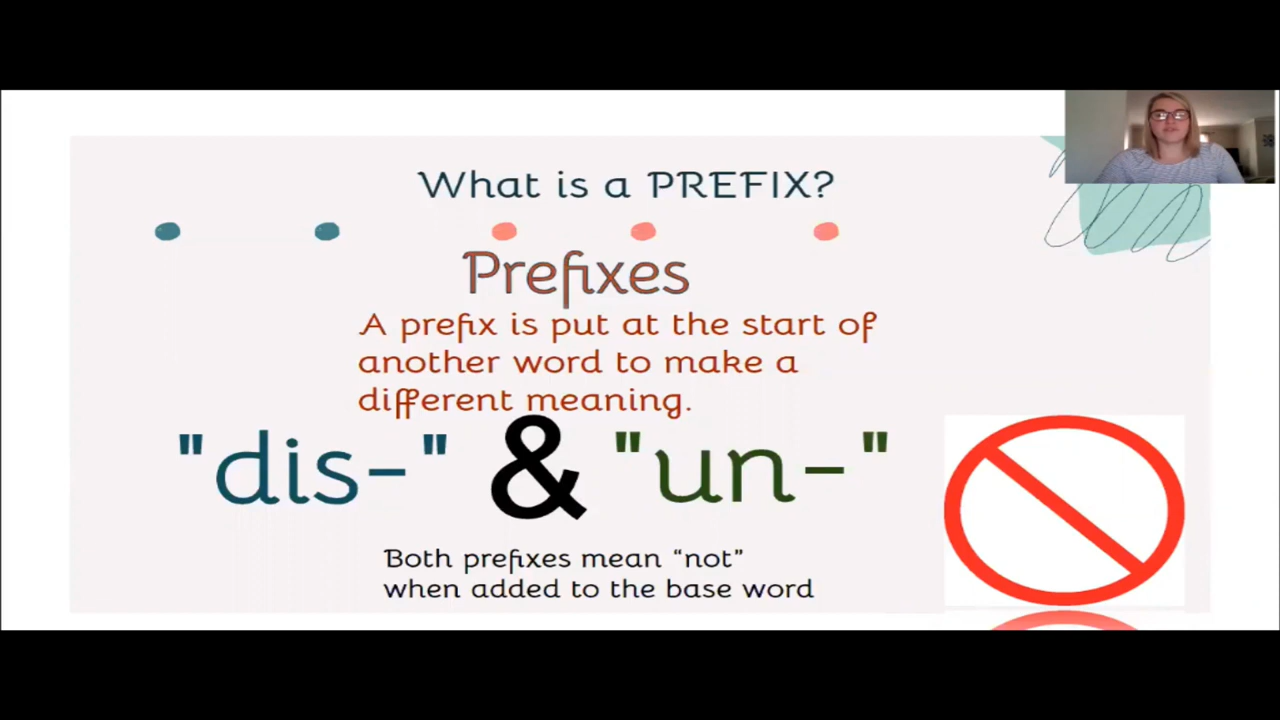 What is a PREFIX?
Prefixes
A prefix is put at the start of
another word to make a
different meaning.
"dis-" & "un-"
Both prefixes mean “not”
when added to the base word